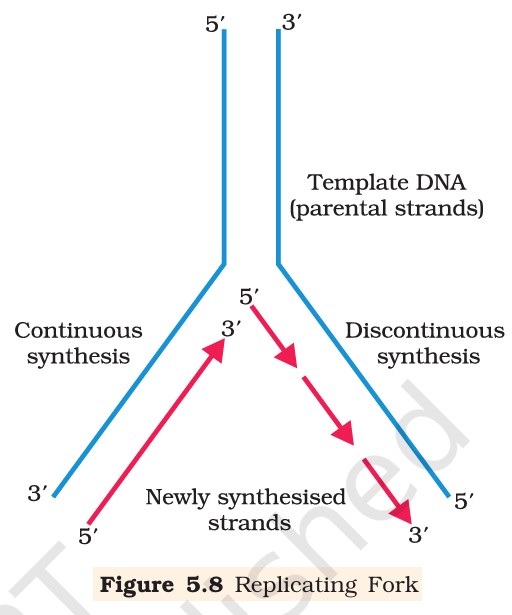 5′ 3′
Template DNA
(parental strands)
5′
3′
Continuous
synthesis
Discontinuous
synthesis
3′
5′
Newly synthesised
strands
5′
3′
Figure 5.8 Replicating Fork